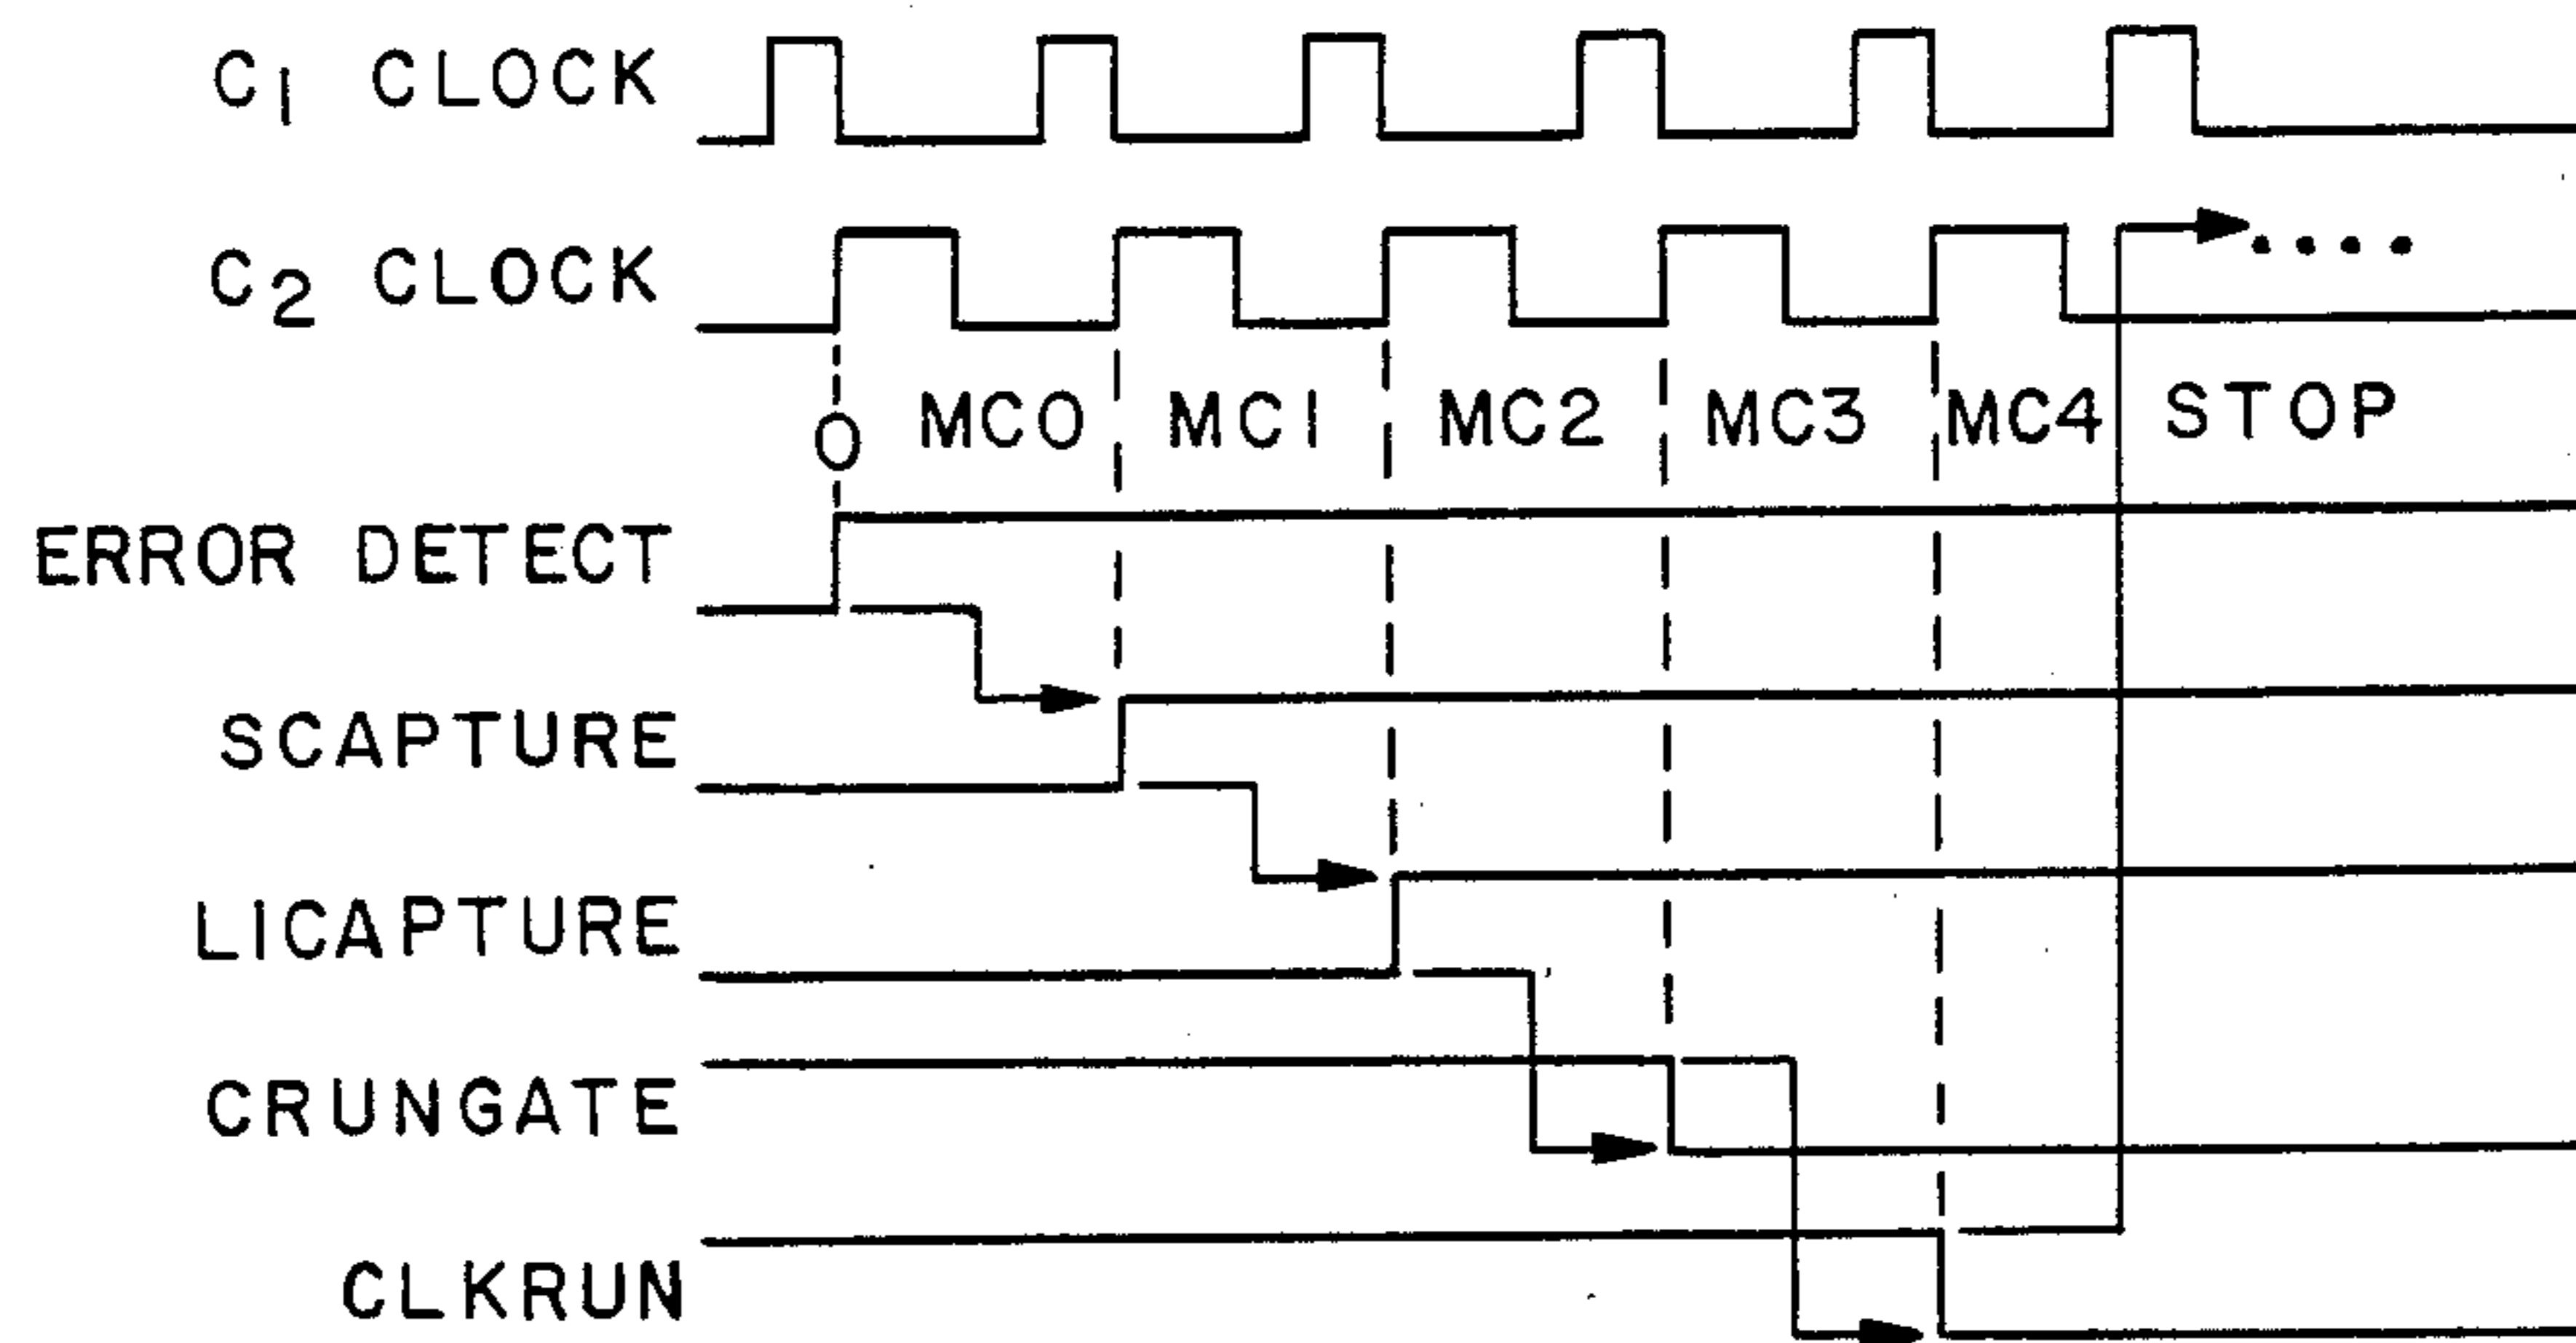 C1 CLOCK
C2 CLOCK
0 MC0 MC1 MC2 MC3 MC4 STOP
ERROR DETECT
SCAPTURE
LICAPTURE
CRUNGATE
CLKRUN